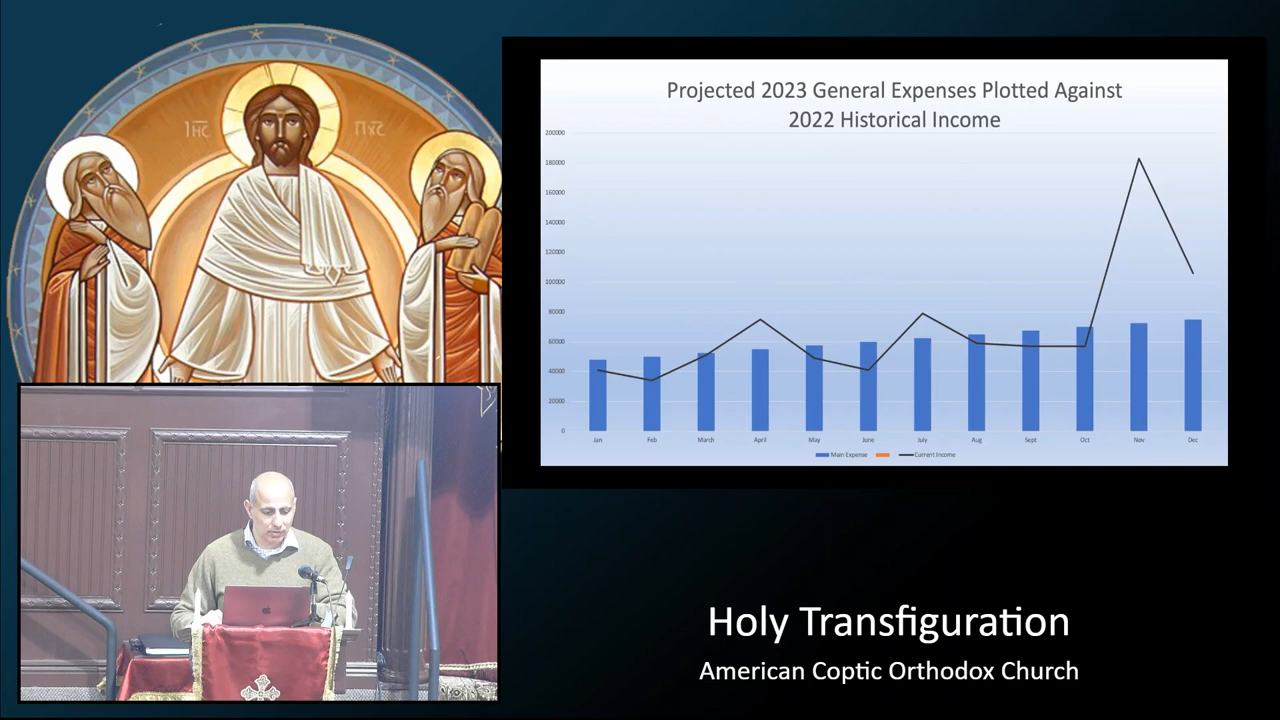 ΙΗC
ΠΧC
Projected 2023 General Expenses Plotted Against
2022 Historical Income
200000
180000
160000
140000
120000
100000
80000
60000
40000
20000
0
Jan Feb March April May June July Aug Sept Oct Nov Dec
Main Expense Current Income
Holy Transfiguration
American Coptic Orthodox Church